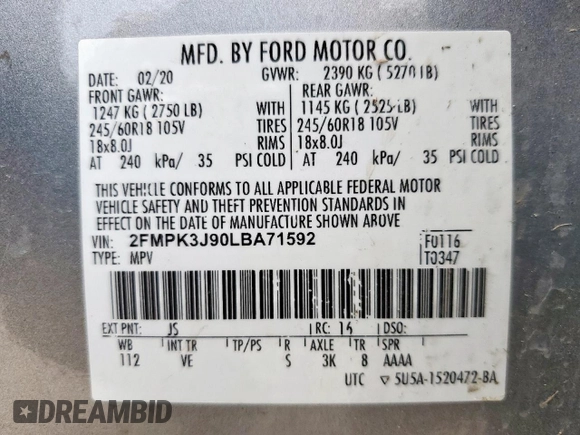 MFD. BY FORD MOTOR CO.
DATE: 02/20 GVWR: 2390 KG ( 5270 LB)
FRONT GAWR: REAR GAWR:
1247 KG ( 2750 LB) WITH 1145 KG ( 2525 LB) WITH
245/60R18 105V TIRES 245/60R18 105V TIRES
18x8.0J RIMS 18x8.0J RIMS
AT 240 kPa/ 35 PSI COLD AT 240 kPa/ 35 PSI COLD
THIS VEHICLE CONFORMS TO ALL APPLICABLE FEDERAL MOTOR
VEHICLE SAFETY AND THEFT PREVENTION STANDARDS IN
EFFECT ON THE DATE OF MANUFACTURE SHOWN ABOVE
VIN: 2FMPK3J90LBA71592 F0116
TYPE: MPV T0347
EXT PNT: JS RC: 16 DSO:
WB INT TR TP/PS R AXLE TR SPR
112 VE S 3K 8 AAAA
UTC ▽ 5U5A-1520472-BA
DREAMBID